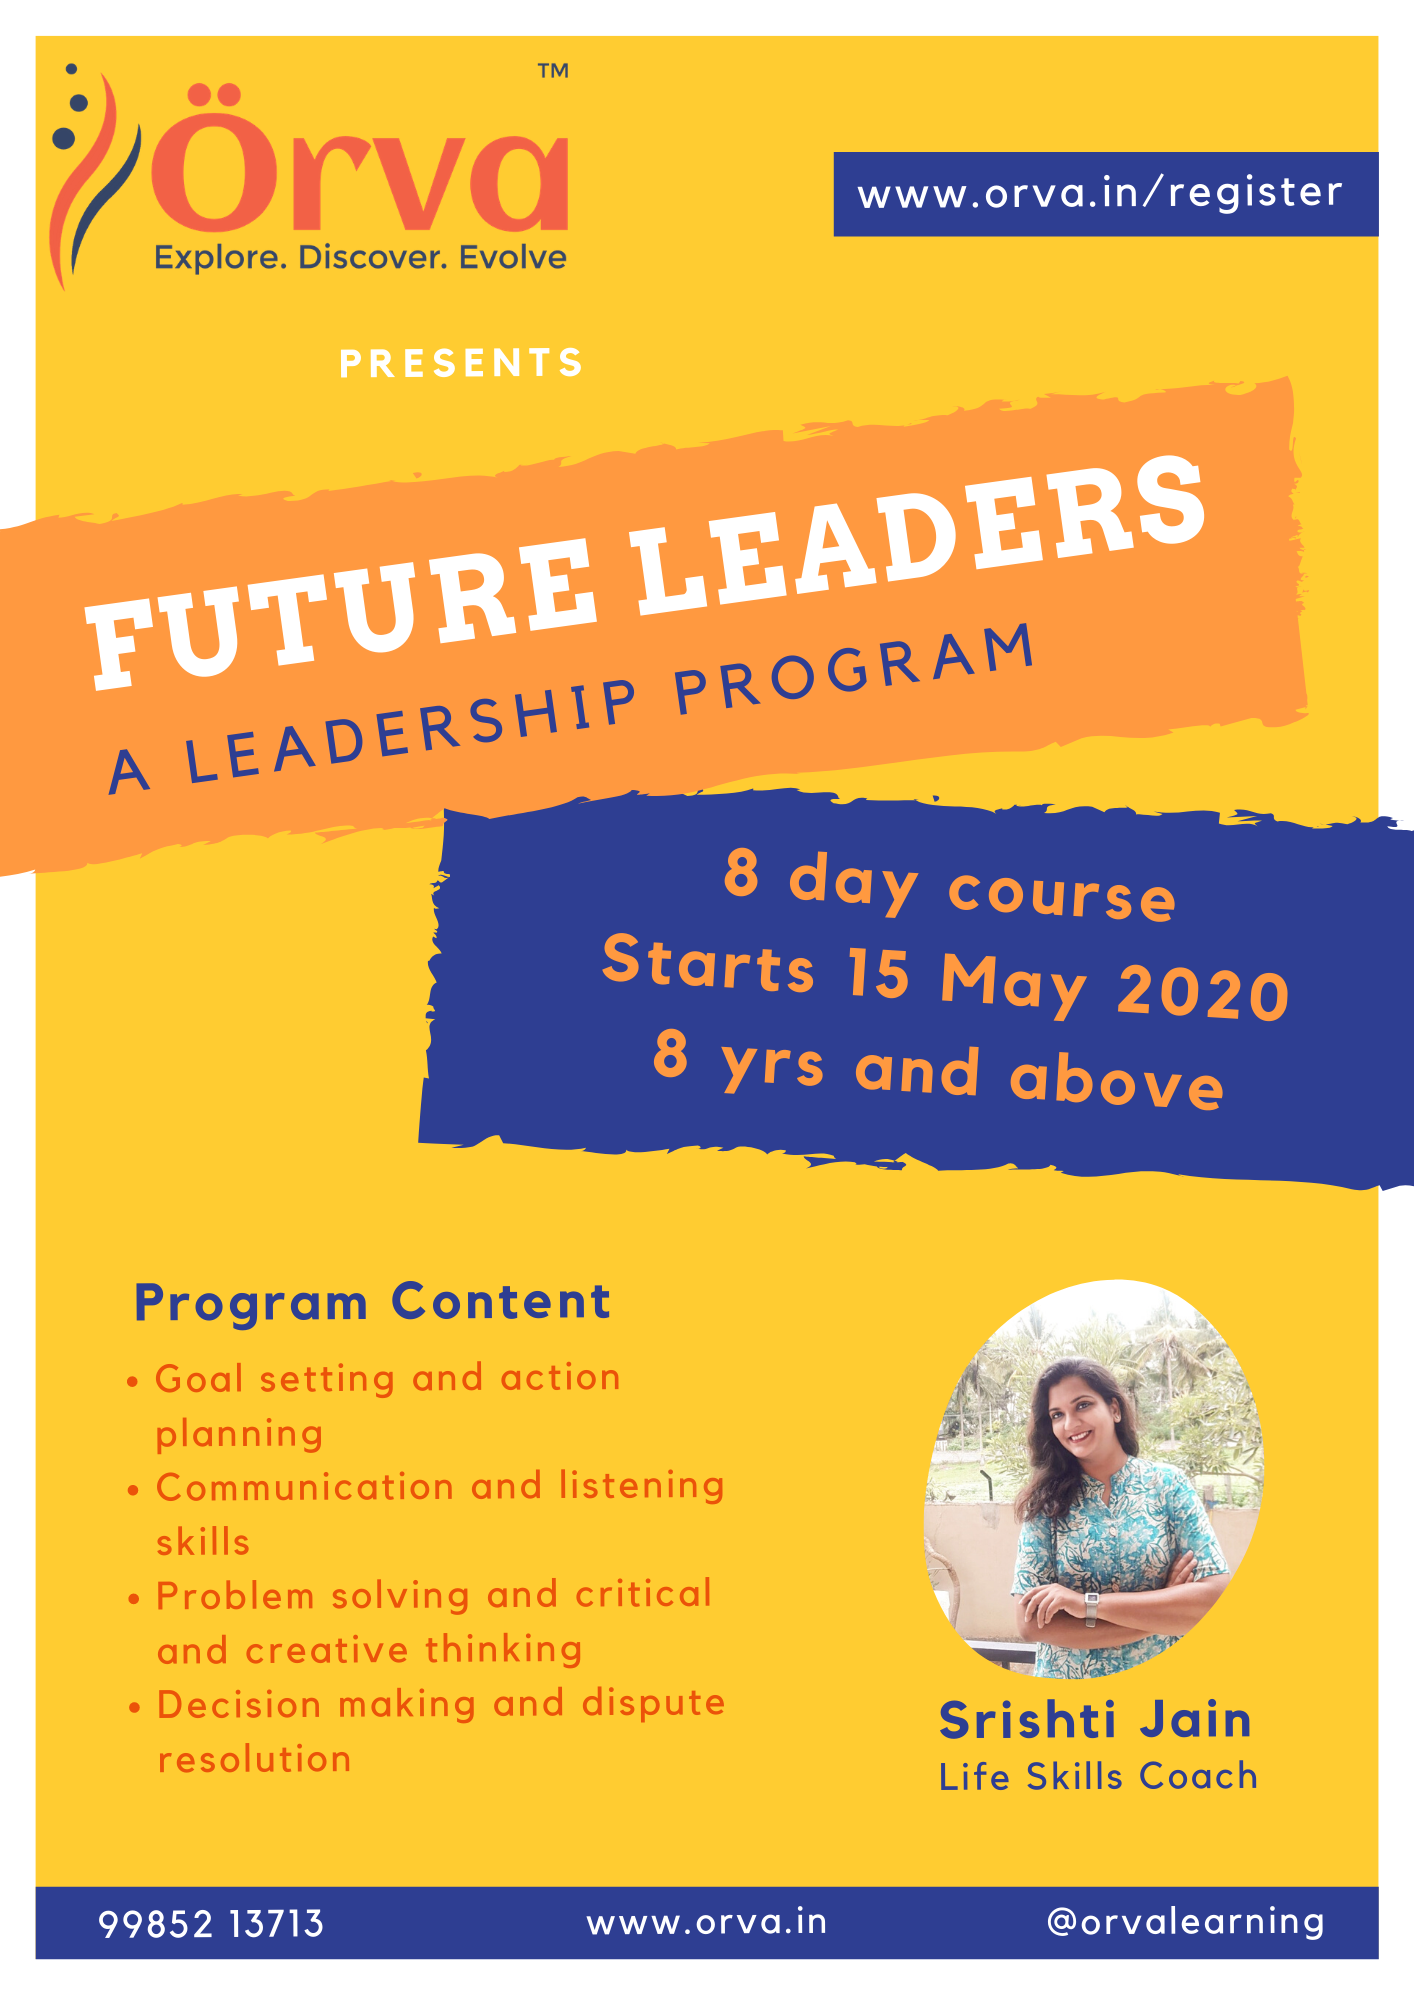 Örva
TM
Explore. Discover. Evolve
www.orva.in/register
PRESENTS
FUTURE LEADERS
A LEADERSHIP PROGRAM
8 day course
Starts 15 May 2020
8 yrs and above
Program Content
• Goal setting and action
planning
• Communication and listening
skills
• Problem solving and critical
and creative thinking
• Decision making and dispute
resolution
Srishti Jain
Life Skills Coach
99852 13713
www.orva.in
@orvalearning